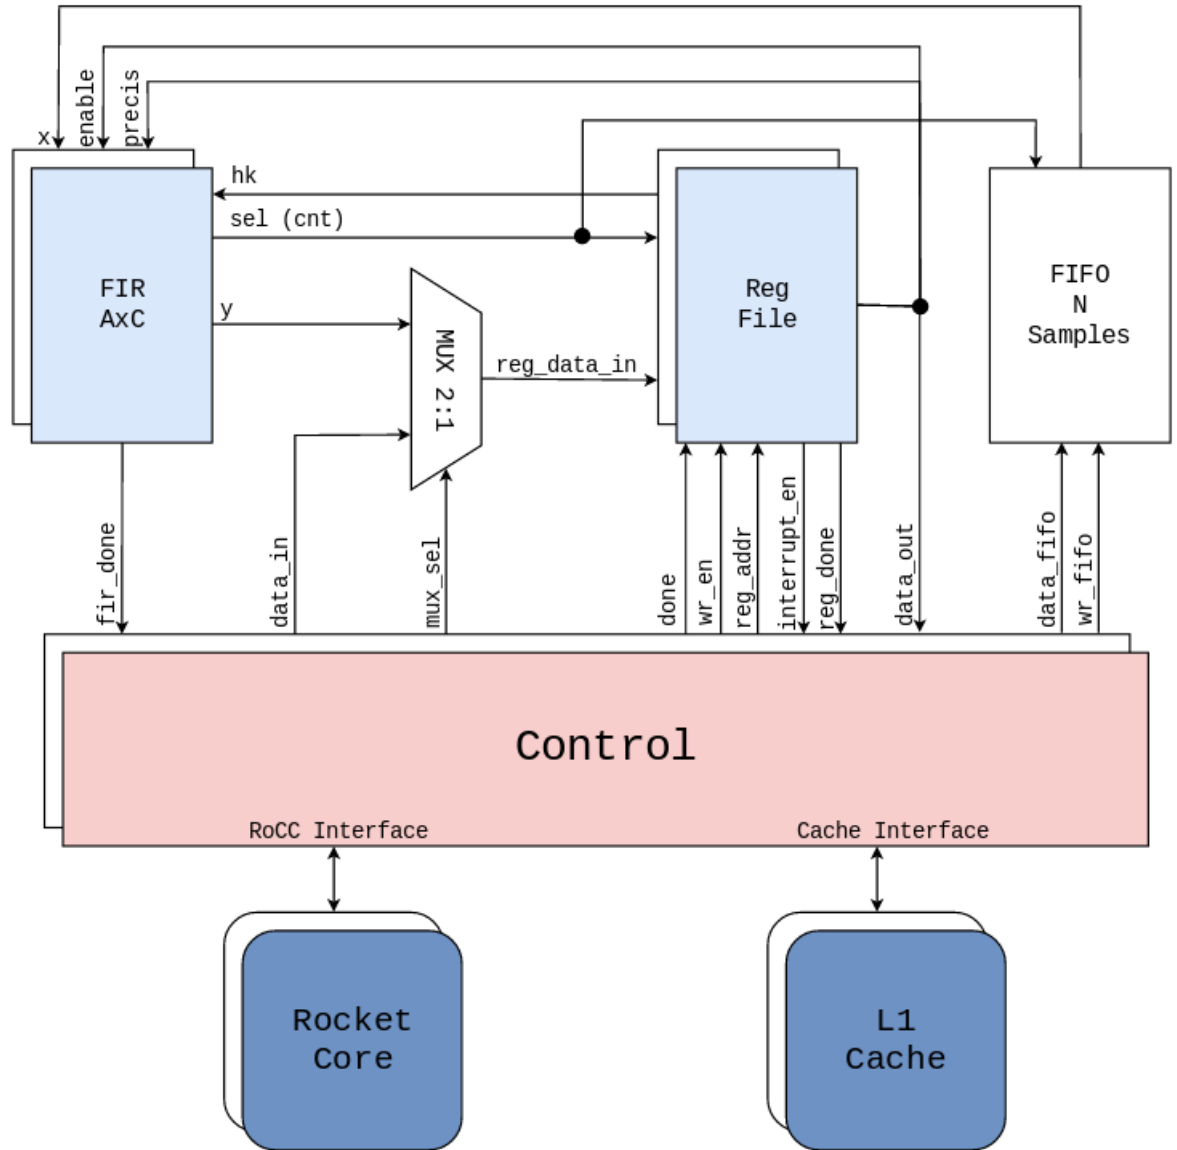 x
enable
precis
hk
sel (cnt)
FIR
AxC
y
MUX 2:1
reg_data_in
Reg
File
FIFO
N
Samples
fir_done
data_in
mux_sel
done
wr_en
reg_addr
interrupt_en
reg_done
data_out
data_fifo
wr_fifo
Control
RoCC Interface
Cache Interface
Rocket
Core
L1
Cache